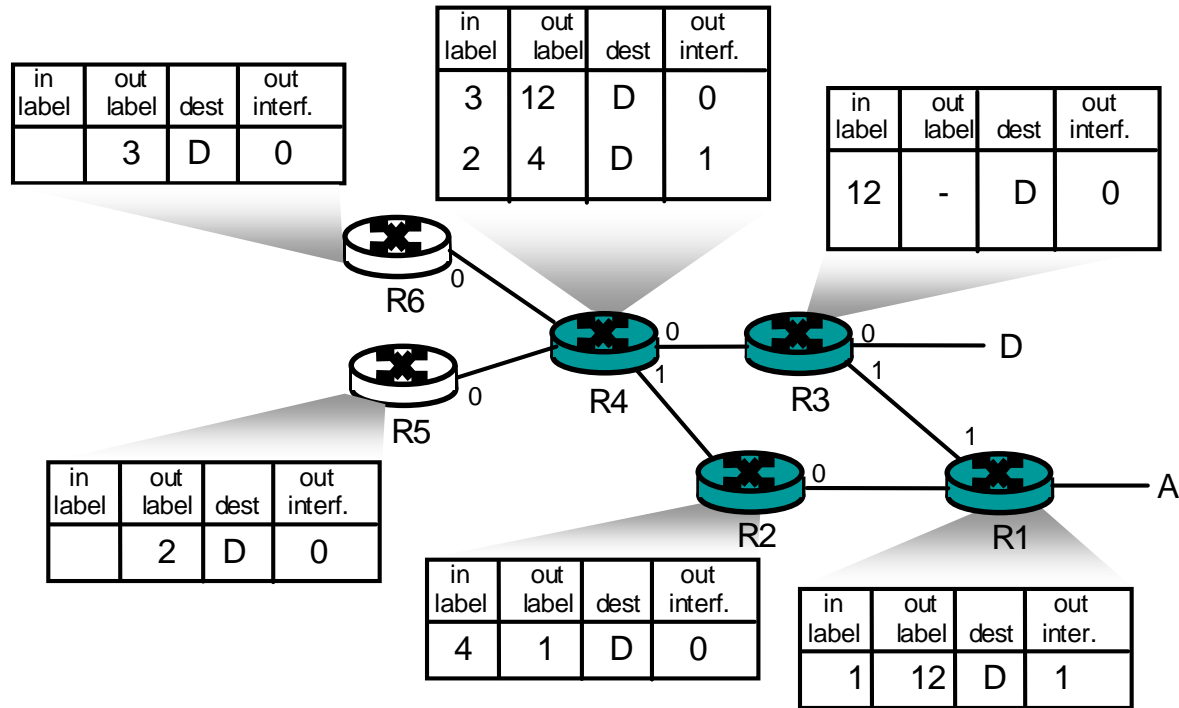 in label | out label | dest | out interf.
3 | D | 0
in label | out label | dest | out interf.
3 | 12 | D | 0
2 | 4 | D | 1
in label | out label | dest | out interf.
12 | - | D | 0
R6
0
R5
0
R4
0
1
R3
0
1
D
R2
0
R1
1
A
in label | out label | dest | out interf.
2 | D | 0
in label | out label | dest | out interf.
4 | 1 | D | 0
in label | out label | dest | out inter.
1 | 12 | D | 1